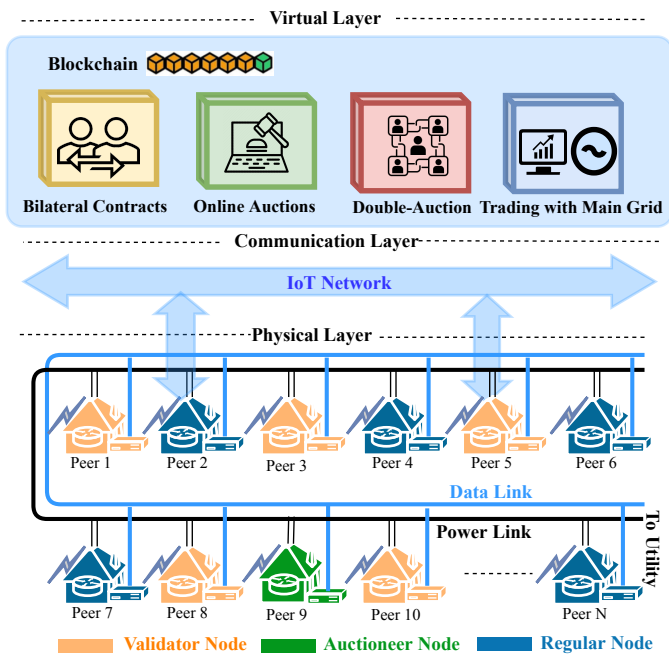 Virtual Layer
Blockchain
Bilateral Contracts
Online Auctions
Double-Auction
Trading with Main Grid
Communication Layer
IoT Network
Physical Layer
Peer 1
Peer 2
Peer 3
Peer 4
Peer 5
Peer 6
Data Link
Power Link
To Utility
Peer 7
Peer 8
Peer 9
Peer 10
Peer N
Validator Node
Auctioneer Node
Regular Node